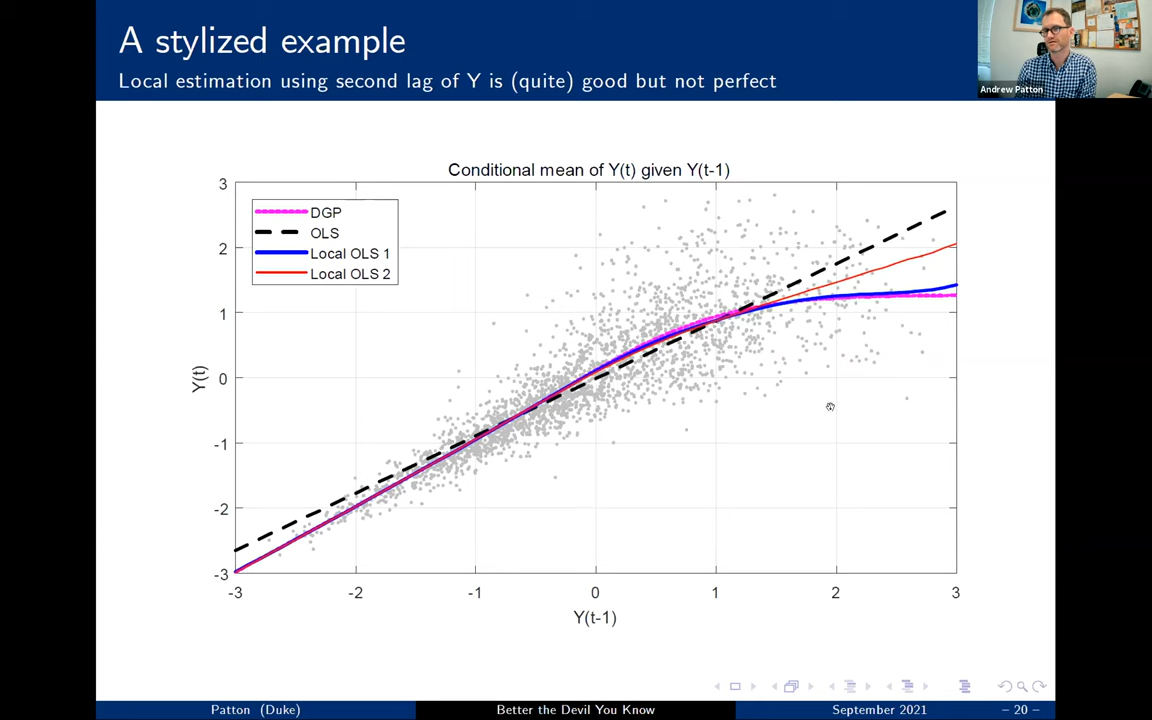 A stylized example
Local estimation using second lag of Y is (quite) good but not perfect
Andrew Patton
Conditional mean of Y(t) given Y(t-1)
DGP
OLS
Local OLS 1
Local OLS 2
3
2
1
0
-1
-2
-3
Y(t)
-3 -2 -1 0 1 2 3
Y(t-1)
Patton (Duke) Better the Devil You Know September 2021 – 20 –